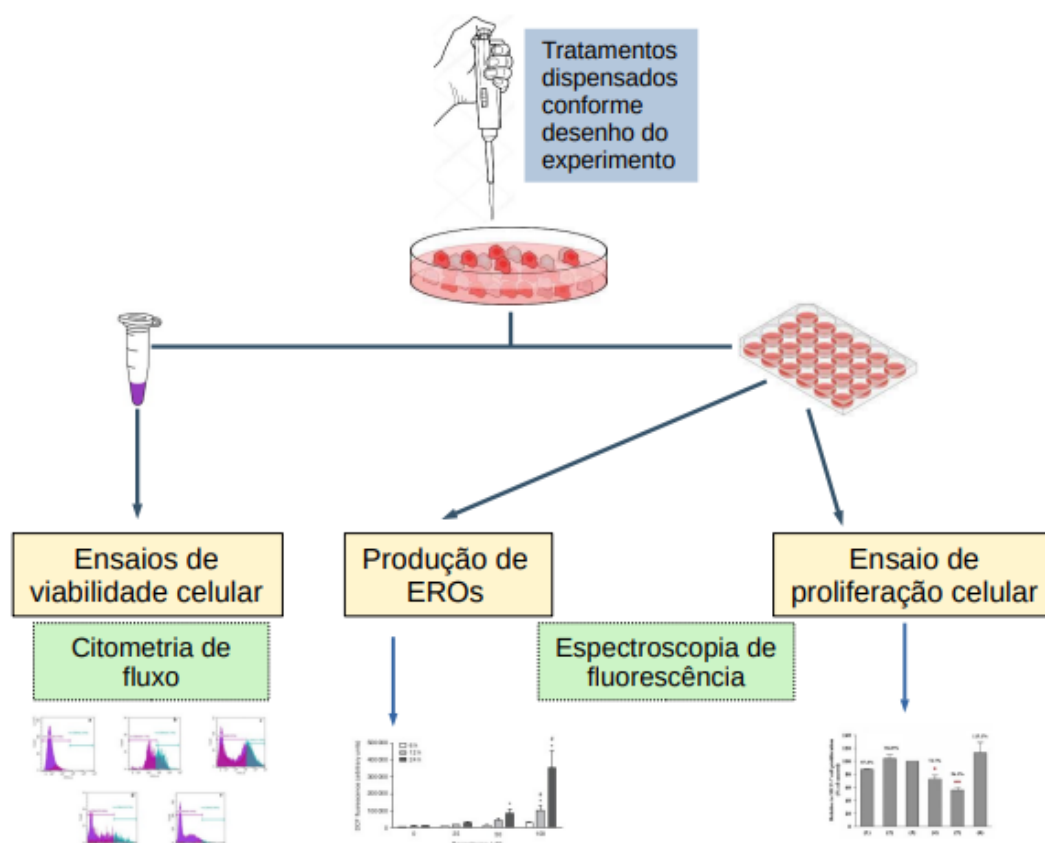 Tratamentos
dispensados
conforme
desenho do
experimento
Ensaios de
viabilidade celular
Produção de
EROs
Ensaio de
proliferação celular
Citometria de
fluxo
Espectroscopia de
fluorescência